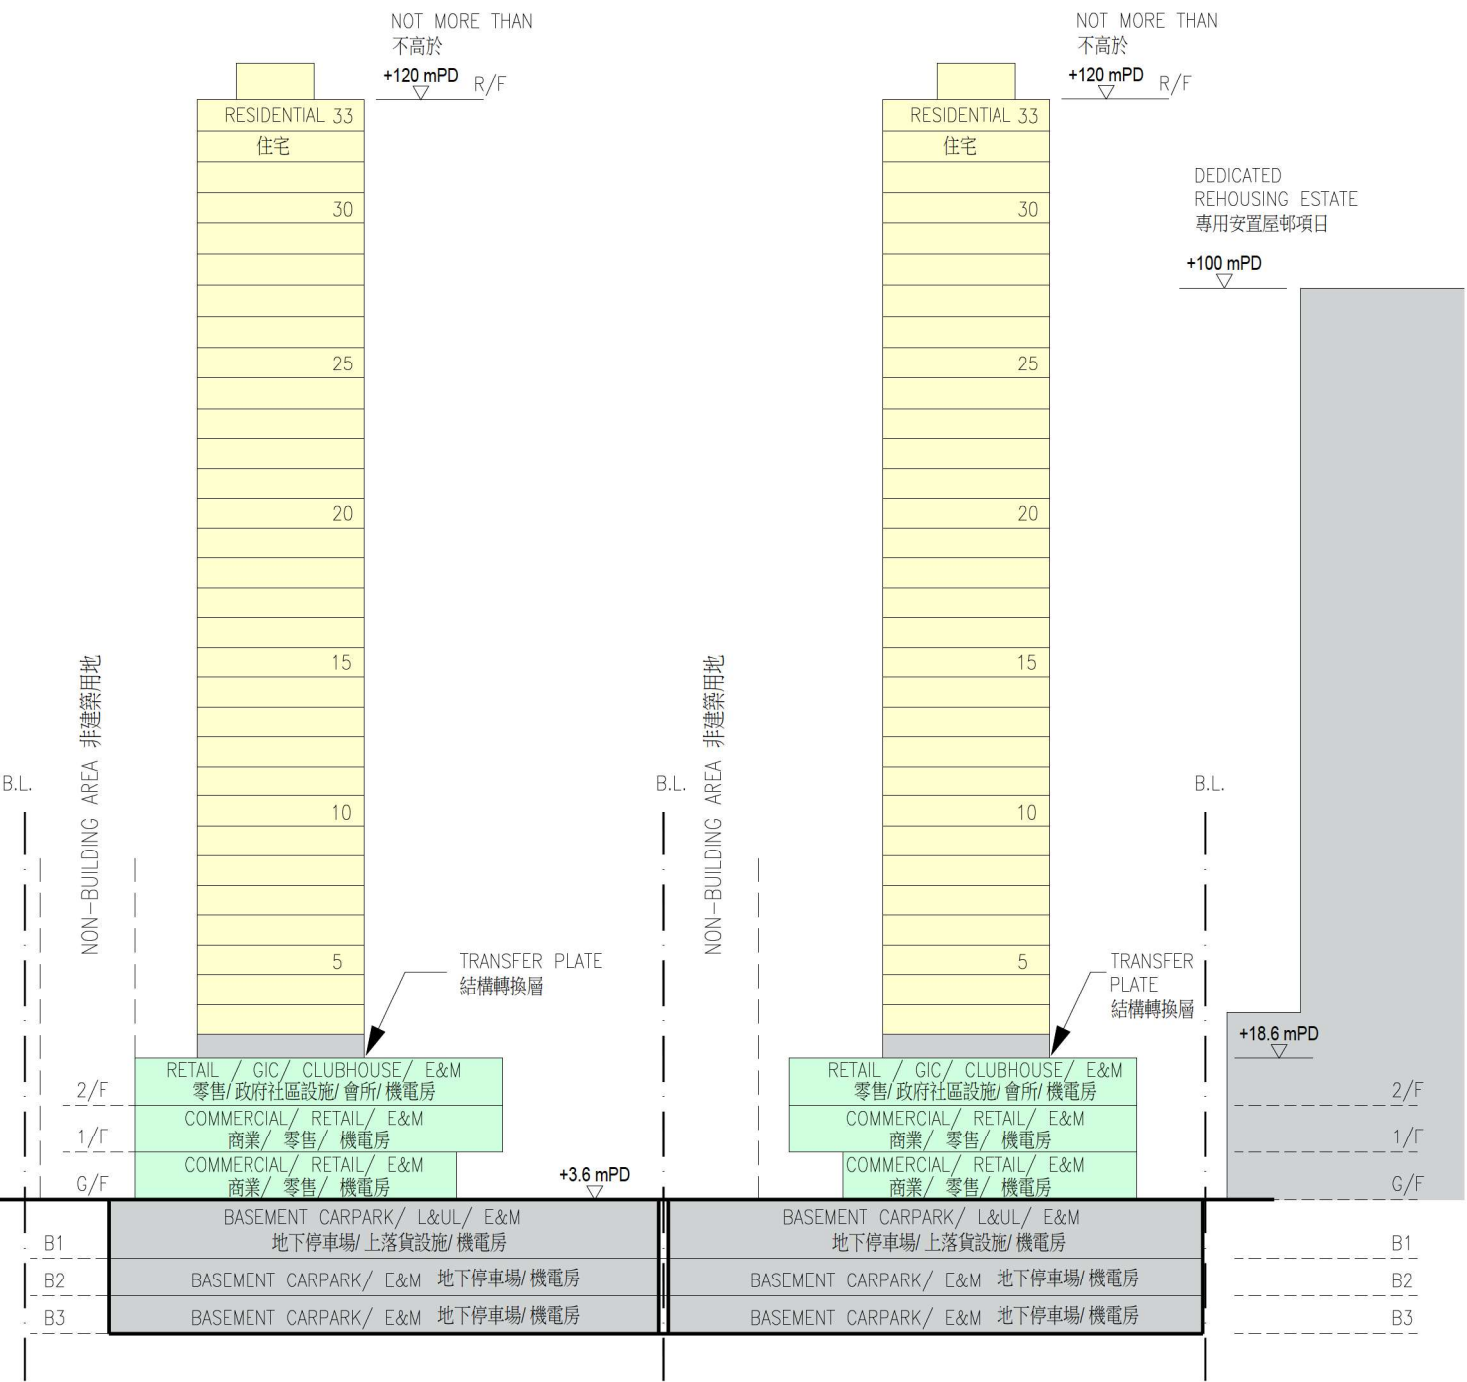 NOT MORE THAN
不高於
+120 mPD
R/F
RESIDENTIAL 33
住宅
30
25
20
15
10
5
NON-BUILDING AREA 非建築用地
B.L.
TRANSFER PLATE
結構轉換層
RETAIL / GIC/ CLUBHOUSE/ E&M
零售/ 政府社區設施/ 會所/ 機電房
COMMERCIAL/ RETAIL/ E&M
商業/ 零售/ 機電房
COMMERCIAL/ RETAIL/ E&M
商業/ 零售/ 機電房
2/F
1/F
G/F
+3.6 mPD
BASEMENT CARPARK/ L&UL/ E&M
地下停車場/ 上落貨設施/ 機電房
BASEMENT CARPARK/ E&M 地下停車場/ 機電房
BASEMENT CARPARK/ E&M 地下停車場/ 機電房
B1
B2
B3
NOT MORE THAN
不高於
+120 mPD
R/F
RESIDENTIAL 33
住宅
30
25
20
15
10
5
NON-BUILDING AREA 非建築用地
B.L.
B.L.
TRANSFER
PLATE
結構轉換層
RETAIL / GIC/ CLUBHOUSE/ E&M
零售/ 政府社區設施/ 會所/ 機電房
COMMERCIAL/ RETAIL/ E&M
商業/ 零售/ 機電房
COMMERCIAL/ RETAIL/ E&M
商業/ 零售/ 機電房
BASEMENT CARPARK/ L&UL/ E&M
地下停車場/ 上落貨設施/ 機電房
BASEMENT CARPARK/ E&M 地下停車場/ 機電房
BASEMENT CARPARK/ E&M 地下停車場/ 機電房
DEDICATED
REHOUSING ESTATE
專用安置屋邨項目
+100 mPD
+18.6 mPD
2/F
1/F
G/F
B1
B2
B3